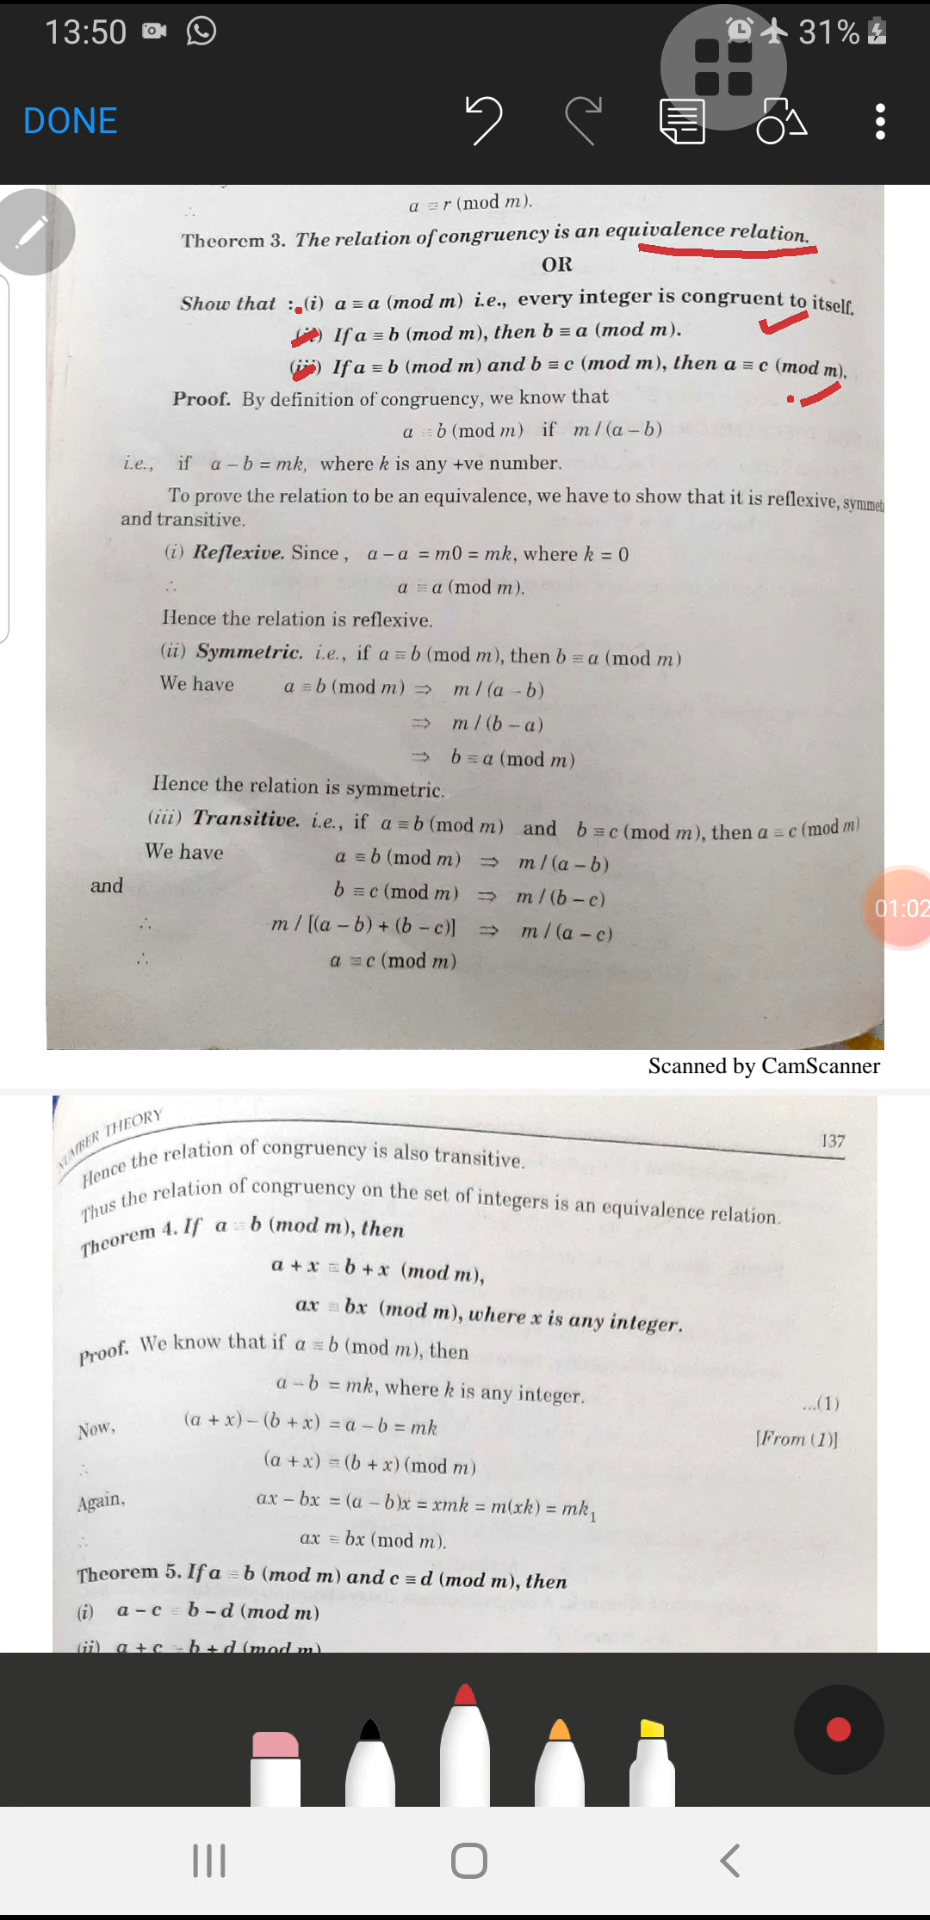 13:50
31%
DONE
∴ a ≡ r (mod m).
Theorem 3. The relation of congruency is an equivalence relation.
OR
Show that : (i) a ≡ a (mod m) i.e., every integer is congruent to itself.
(ii) If a ≡ b (mod m), then b ≡ a (mod m).
(iii) If a ≡ b (mod m) and b ≡ c (mod m), then a ≡ c (mod m).
Proof. By definition of congruency, we know that
a ≡ b (mod m) if m / (a – b)
i.e., if a – b = mk, where k is any +ve number.
To prove the relation to be an equivalence, we have to show that it is reflexive, symmet
and transitive.
(i) Reflexive. Since , a – a = m0 = mk, where k = 0
∴ a ≡ a (mod m).
Hence the relation is reflexive.
(ii) Symmetric. i.e., if a ≡ b (mod m), then b ≡ a (mod m)
We have a ≡ b (mod m) ⇒ m / (a – b)
⇒ m / (b – a)
⇒ b ≡ a (mod m)
Hence the relation is symmetric.
(iii) Transitive. i.e., if a ≡ b (mod m) and b ≡ c (mod m), then a ≡ c (mod m)
We have a ≡ b (mod m) ⇒ m / (a – b)
and b ≡ c (mod m) ⇒ m / (b – c)
∴ m / [(a – b) + (b – c)] ⇒ m / (a – c)
∴ a ≡ c (mod m)
01:02
Scanned by CamScanner
NUMBER THEORY 137
Hence the relation of congruency is also transitive.
Thus the relation of congruency on the set of integers is an equivalence relation.
Theorem 4. If a ≡ b (mod m), then
a + x ≡ b + x (mod m),
ax ≡ bx (mod m), where x is any integer.
Proof. We know that if a ≡ b (mod m), then
a – b = mk, where k is any integer. ...(1)
Now, (a + x) – (b + x) = a – b = mk [From (1)]
∴ (a + x) ≡ (b + x) (mod m)
Again, ax – bx = (a – b)x = xmk = m(xk) = mk₁
∴ ax ≡ bx (mod m).
Theorem 5. If a ≡ b (mod m) and c ≡ d (mod m), then
(i) a – c ≡ b – d (mod m)
(ii) a + c ≡ b + d (mod m)